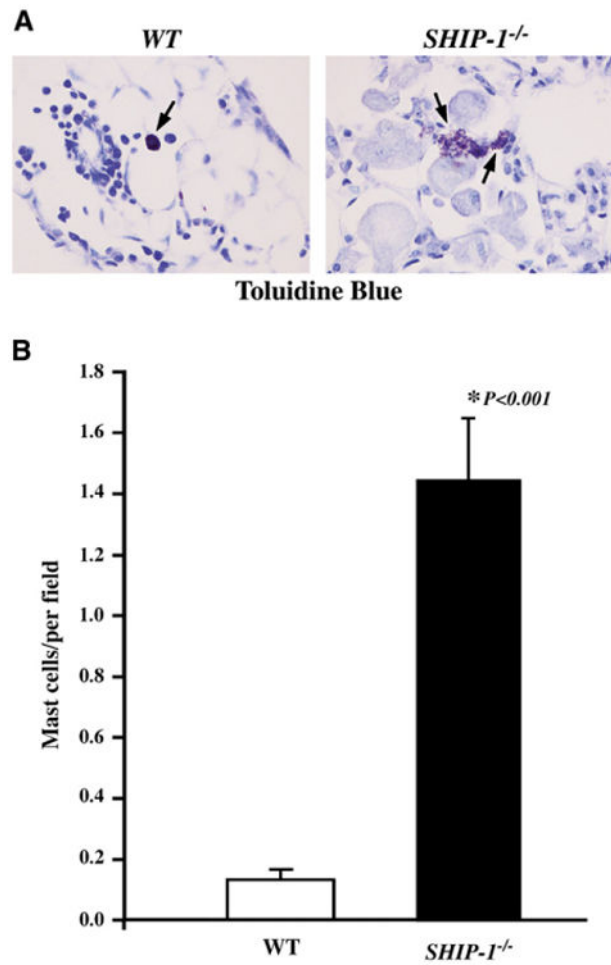 A
WT
SHIP-1-/-
Toluidine Blue
B
1.8
1.6
1.4
1.2
1.0
0.8
0.6
0.4
0.2
0.0
Mast cells/per field
* P<0.001
WT
SHIP-1-/-